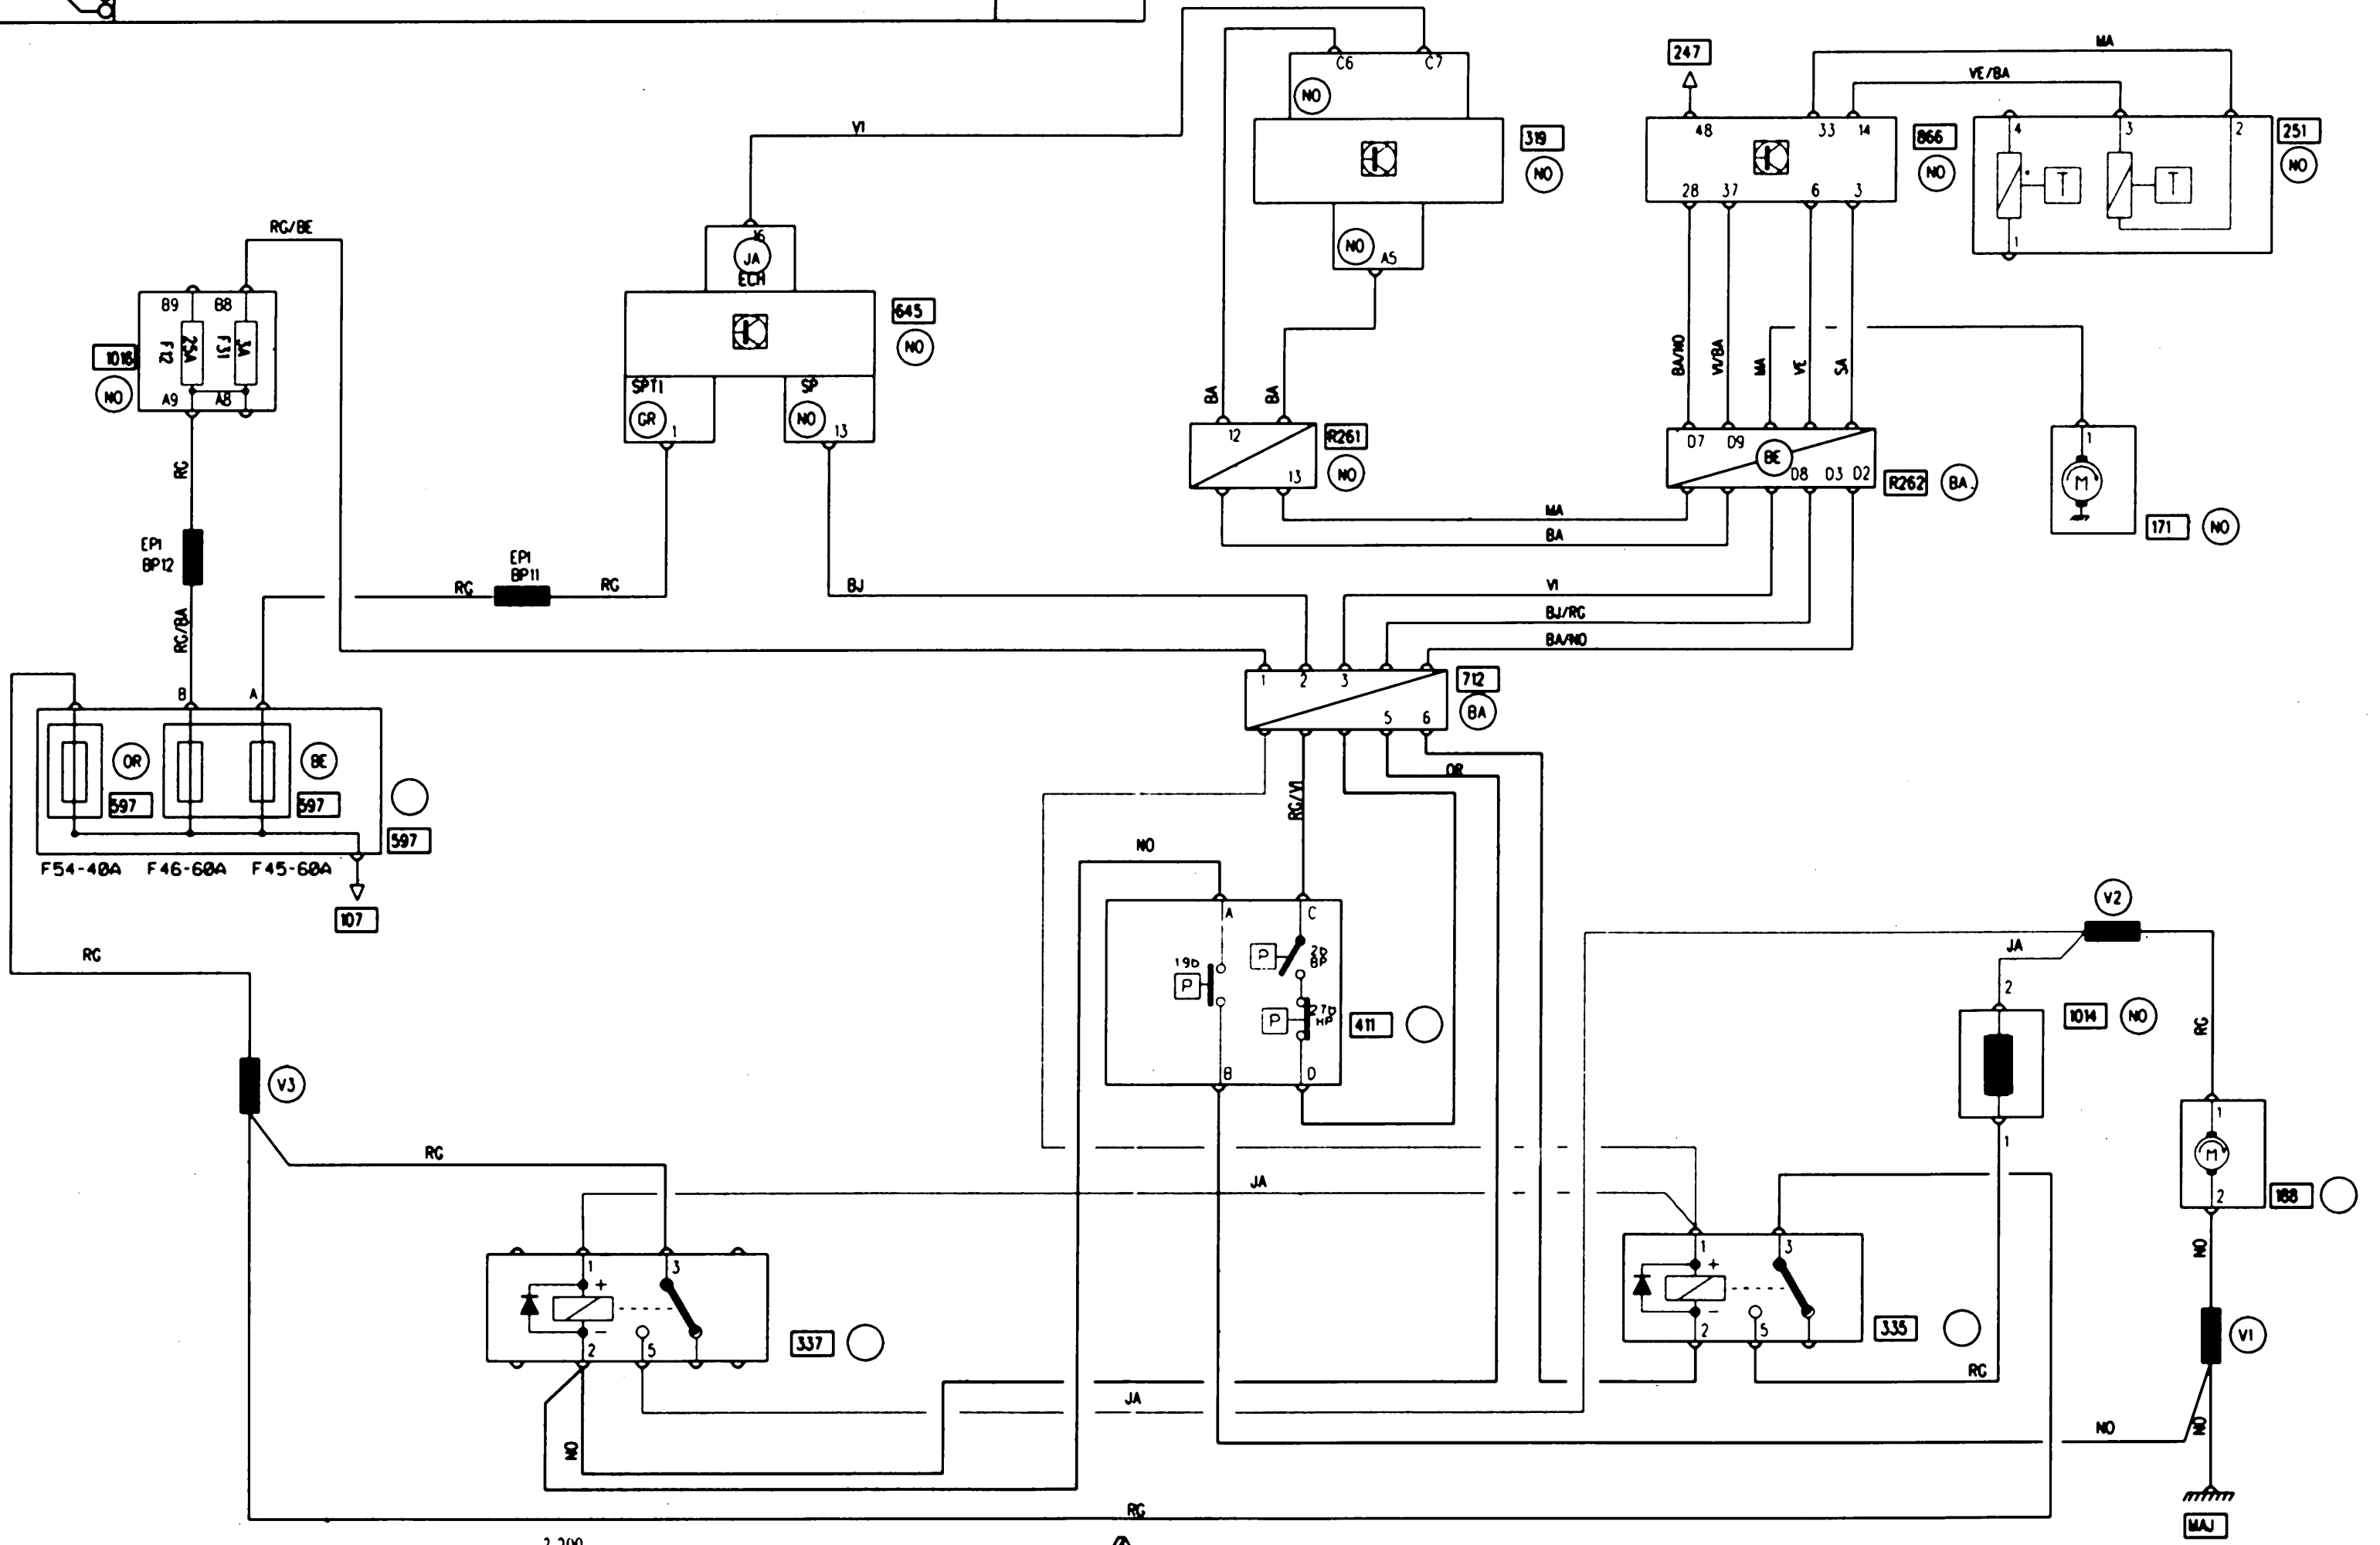 247
MA
VE/BA
C6 C7
NO
48 33 14
4 3 2
251
NO
VI
319
NO
866
NO
T T
28 37 6 3
1
RG/BE
16
JA
ECH
NO
A5
B9 B8
645
NO
F12 25A F31 3A
1016
NO
A9 A8
SPT1
GR
1
SP
NO
13
BA BA
BA/NO VI/BA MA VE SA
12
13
R261
NO
D7 D9
BE
D8 D3 D2
R262
BA
1
M
171
NO
RG
MA
BA
EP1
BP12
EP1
BP11
RG RG
BJ
VI
BJ/RG
BA/NO
RG/BA
B A
1 2 3
5 6
712
BA
OR
BE
597
597
597
F54-40A F46-60A F45-60A
107
OR
RG/VI
NO
RG
A C
19b
P
P
2b
BP
P
27b
HP
B D
411
V2
JA
2
1014
NO
1
RG
V3
RG
JA
1
M
2
188
NO
1 3
+
-
2 5
337
1 3
+
-
2 5
335
V1
RG
JA
NO
NO
NO
RG
MAJ